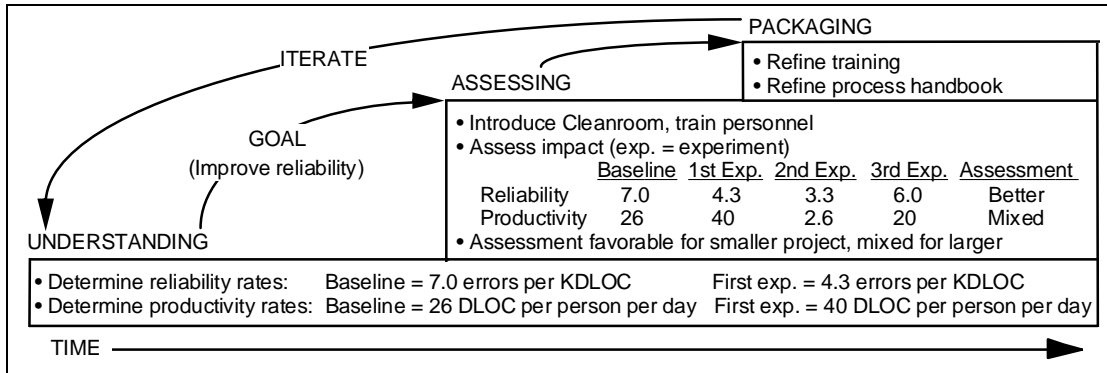 PACKAGING
• Refine training
• Refine process handbook
ITERATE
ASSESSING
• Introduce Cleanroom, train personnel
• Assess impact (exp. = experiment)
Baseline 1st Exp. 2nd Exp. 3rd Exp. Assessment
Reliability 7.0 4.3 3.3 6.0 Better
Productivity 26 40 2.6 20 Mixed
• Assessment favorable for smaller project, mixed for larger
GOAL
(Improve reliability)
UNDERSTANDING
• Determine reliability rates: Baseline = 7.0 errors per KDLOC First exp. = 4.3 errors per KDLOC
• Determine productivity rates: Baseline = 26 DLOC per person per day First exp. = 40 DLOC per person per day
TIME